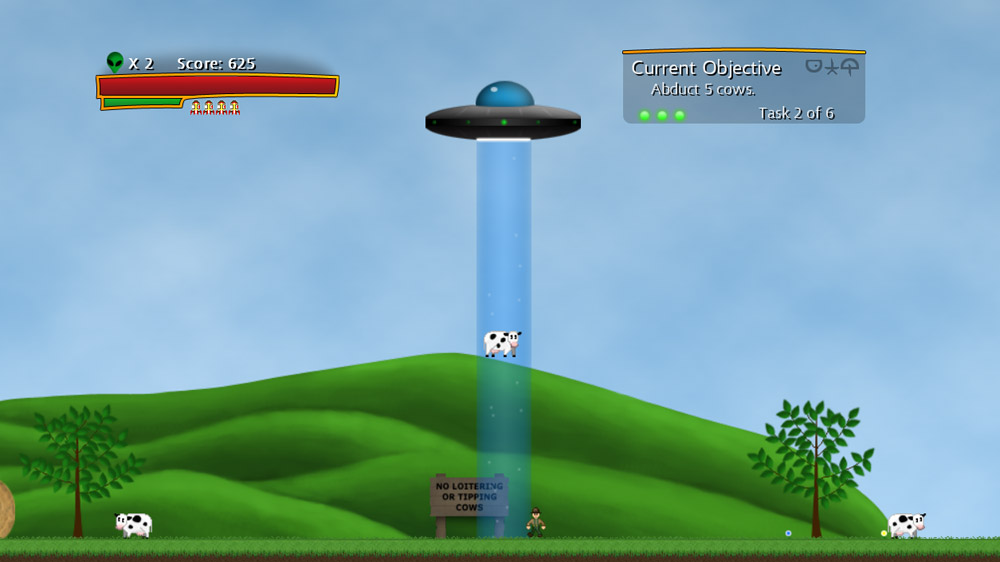 X 2 Score: 625
Current Objective
Abduct 5 cows.
Task 2 of 6
NO LOITERING
OR TIPPING
COWS